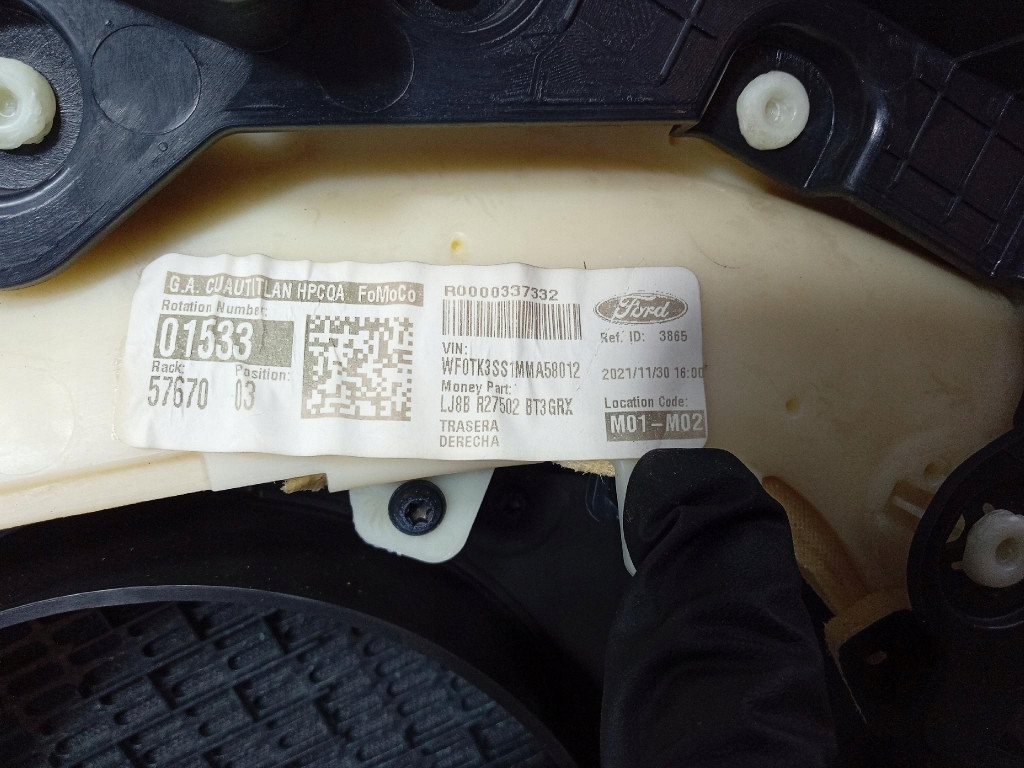 G.A. CUAUTITLAN HPCQA FoMoCo
Rotation Number:
01533
Rack: Position:
57670 03
R0000337332
VIN:
WF0TK3SS1MMA58012
Money Part:
LJ8B R27502 BT3GRX
TRASERA
DERECHA
Ford
Ref. ID: 3865
2021/11/30 16:00
Location Code:
M01-M02